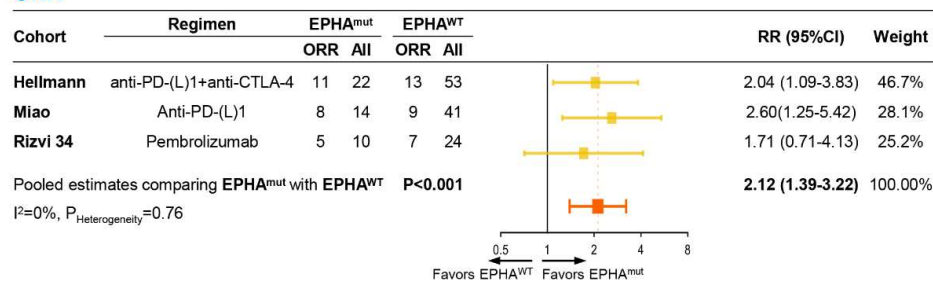 Cohort Regimen EPHAmut EPHAWT RR (95%CI) Weight
ORR All ORR All
Hellmann anti-PD-(L)1+anti-CTLA-4 11 22 13 53 2.04 (1.09-3.83) 46.7%
Miao Anti-PD-(L)1 8 14 9 41 2.60(1.25-5.42) 28.1%
Rizvi 34 Pembrolizumab 5 10 7 24 1.71 (0.71-4.13) 25.2%
Pooled estimates comparing EPHAmut with EPHAWT P<0.001 2.12 (1.39-3.22) 100.00%
I2=0%, PHeterogeneity=0.76
0.5 1 2 4 8
Favors EPHAWT Favors EPHAmut